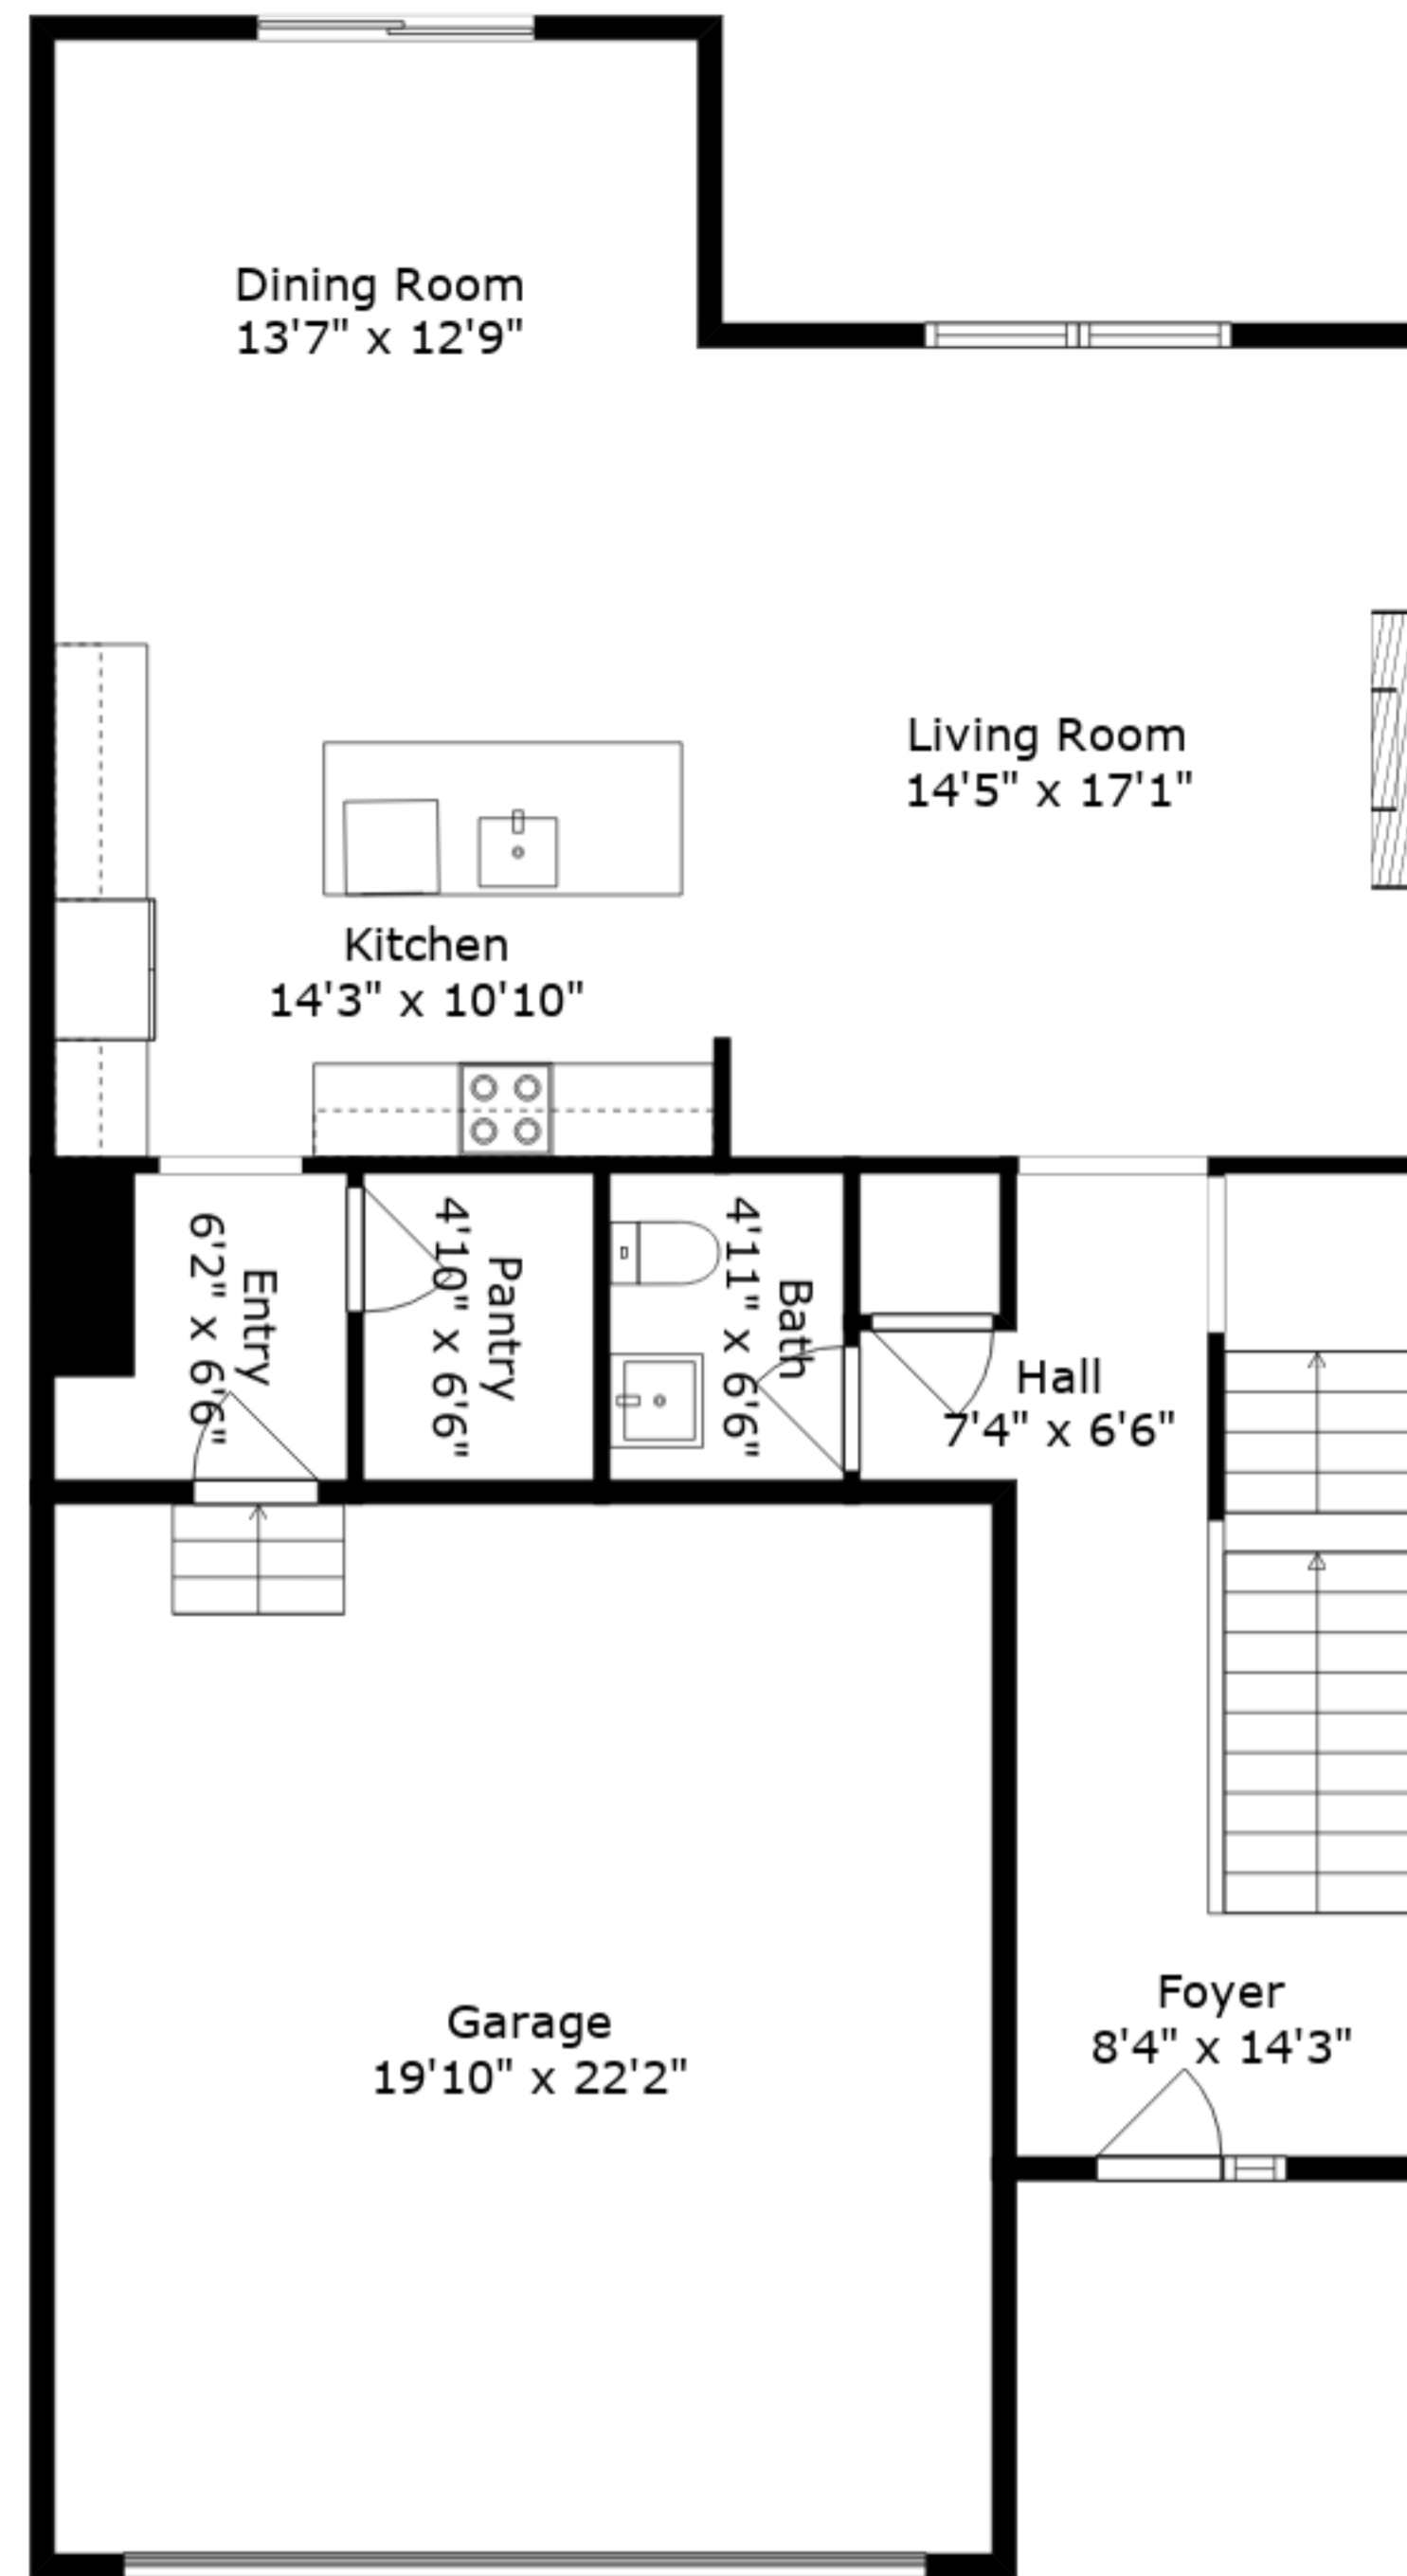 Dining Room
13'7" x 12'9"
Living Room
14'5" x 17'1"
Kitchen
14'3" x 10'10"
Entry
6'2" x 6'6"
Pantry
4'10" x 6'6"
Bath
4'11" x 6'6"
Hall
7'4" x 6'6"
Foyer
8'4" x 14'3"
Garage
19'10" x 22'2"